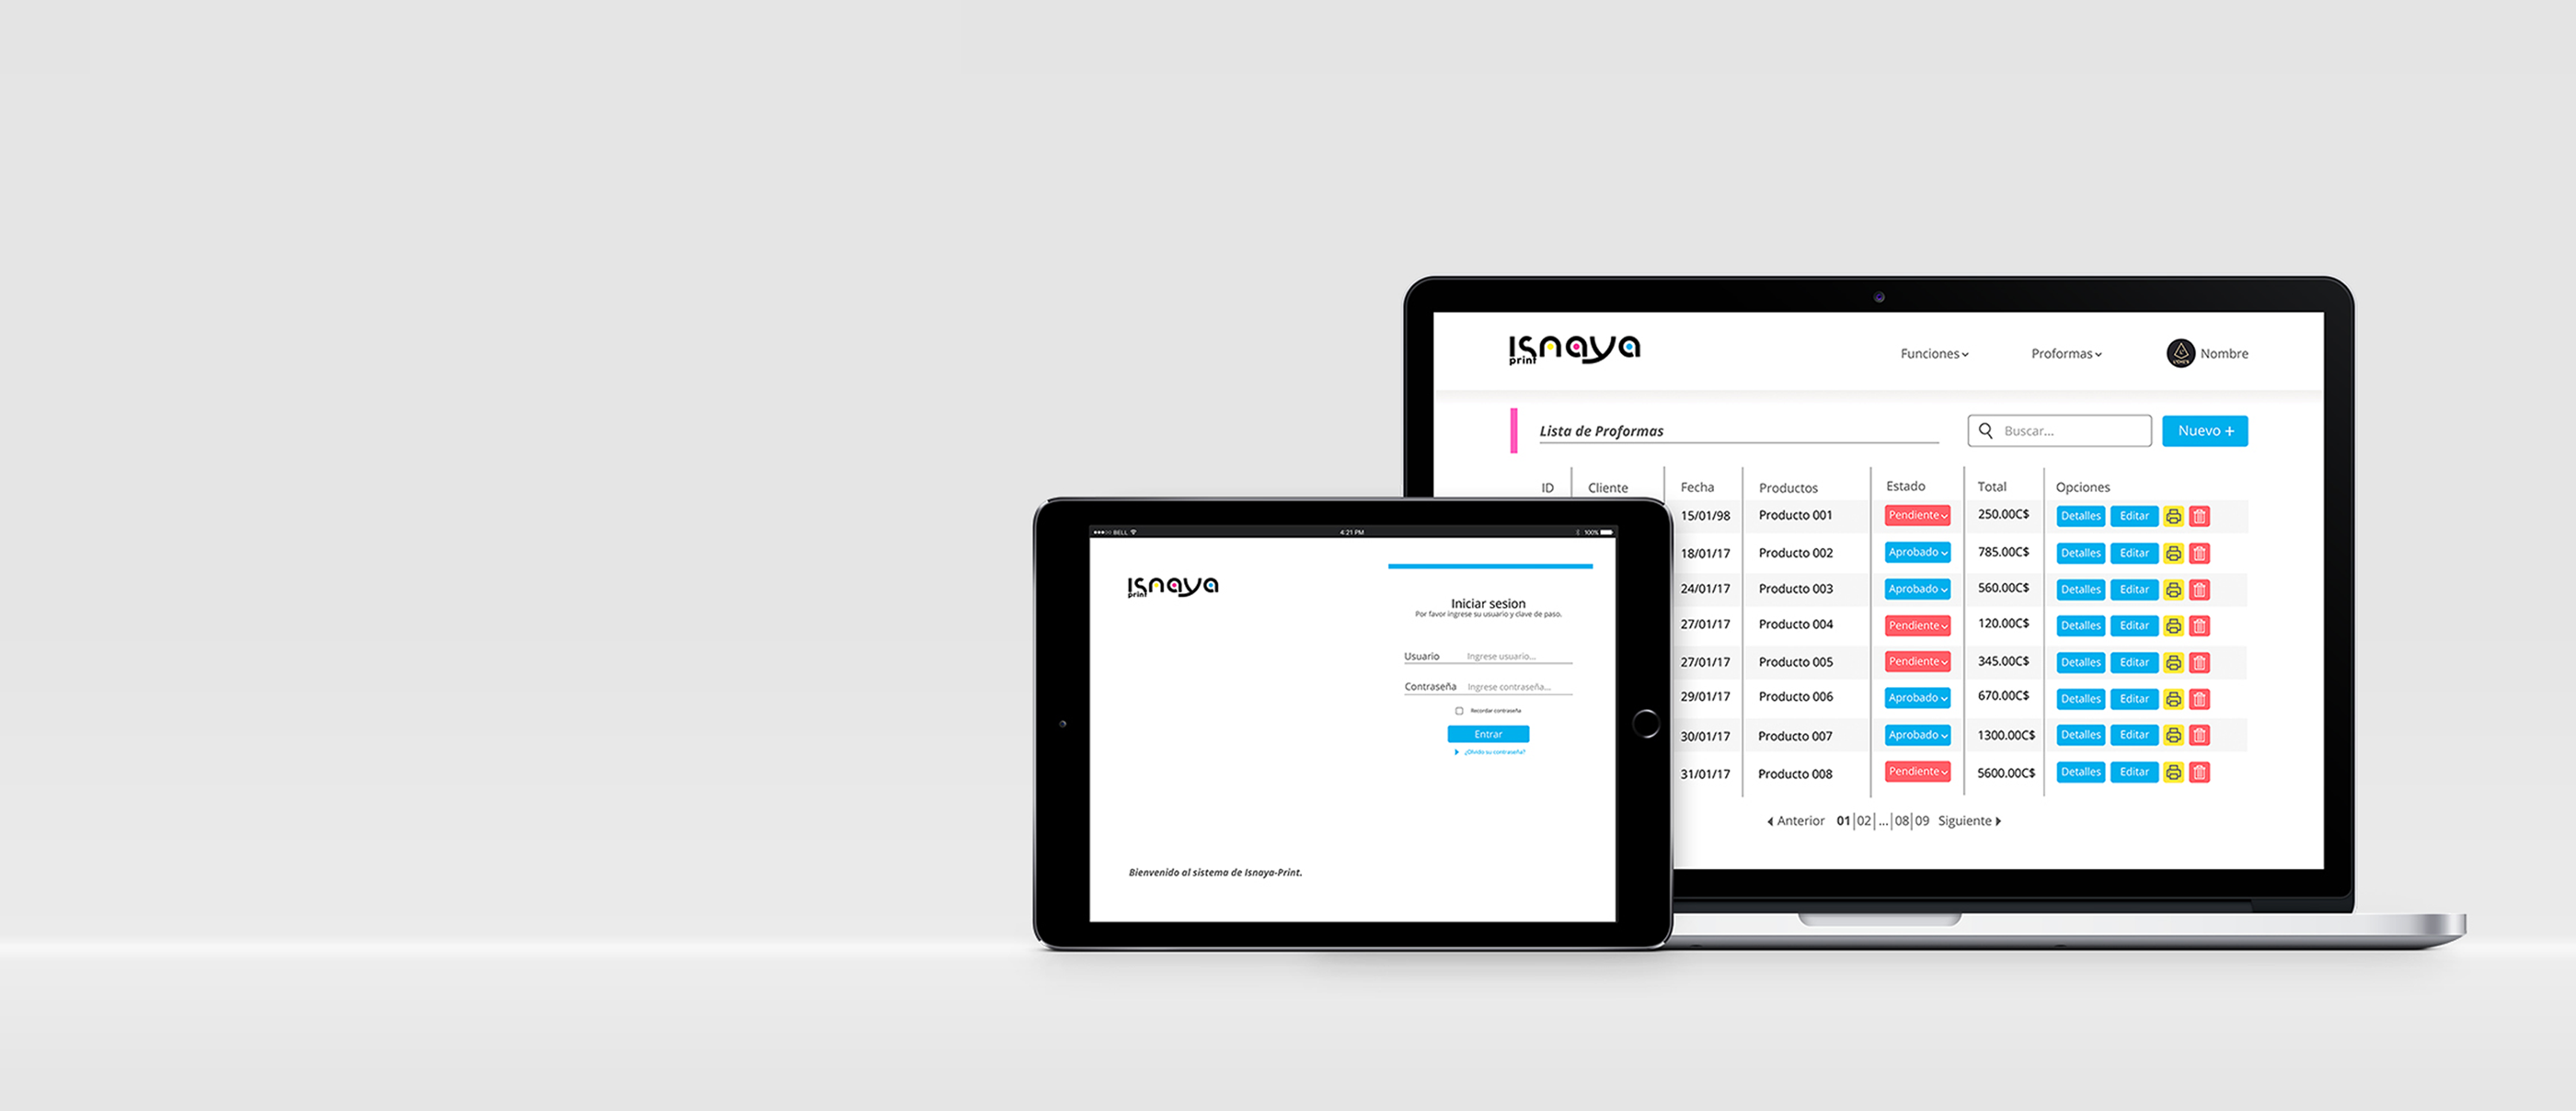 Isnaya
print
Funciones
Proformas
Nombre
Lista de Proformas
Buscar...
Nuevo +
ID Cliente Fecha Productos Estado Total Opciones
15/01/98 Producto 001 Pendiente 250.00C$ Detalles Editar
18/01/17 Producto 002 Aprobado 785.00C$ Detalles Editar
24/01/17 Producto 003 Aprobado 560.00C$ Detalles Editar
27/01/17 Producto 004 Pendiente 120.00C$ Detalles Editar
27/01/17 Producto 005 Pendiente 345.00C$ Detalles Editar
29/01/17 Producto 006 Aprobado 670.00C$ Detalles Editar
30/01/17 Producto 007 Aprobado 1300.00C$ Detalles Editar
31/01/17 Producto 008 Pendiente 5600.00C$ Detalles Editar
Anterior 01|02|...|08|09 Siguiente
BELL 4:21 PM 100%
Isnaya
print
Iniciar sesion
Por favor ingrese su usuario y clave de paso.
Usuario Ingrese usuario...
Contraseña Ingrese contraseña...
Recordar contraseña
Entrar
¿Olvido su contraseña?
Bienvenido al sistema de Isnaya-Print.